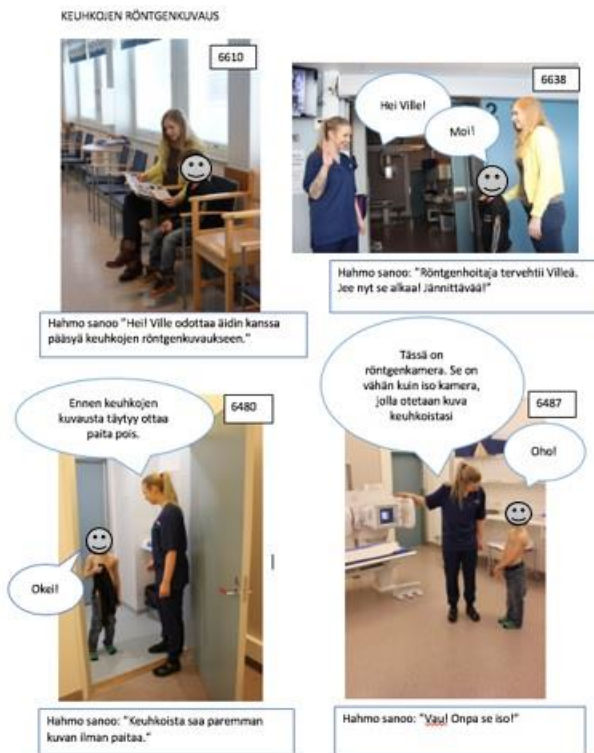 KEUHKOJEN RÖNTGENKUVAUS
6610
Hahmo sanoo "Hei! Ville odottaa äidin kanssa
pääsyä keuhkojen röntgenkuvaukseen."
6638
Hei Ville!
Moi!
Hahmo sanoo: "Röntgenhoitaja tervehtii Villeä.
Jee nyt se alkaa! Jännittävää!"
6480
Ennen keuhkojen
kuvausta täytyy ottaa
paita pois.
Okei!
Hahmo sanoo: "Keuhkoista saa paremman
kuvan ilman paitaa."
6487
Tässä on
röntgenkamera. Se on
vähän kuin iso kamera,
jolla otetaan kuva
keuhkoistasi
Oho!
Hahmo sanoo: "Vau! Onpa se iso!"